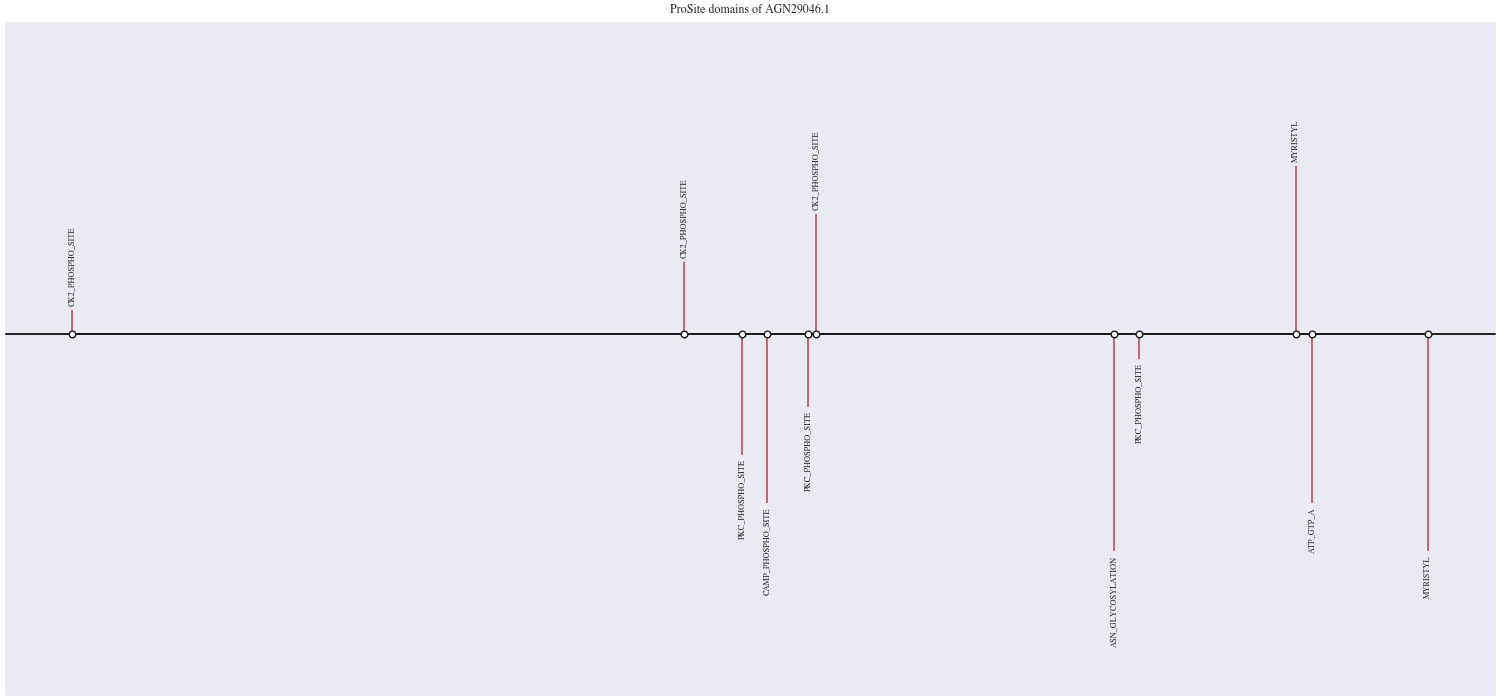 ProSite domains of AGN29046.1
CK2_PHOSPHO_SITE
CK2_PHOSPHO_SITE
PKC_PHOSPHO_SITE
CAMP_PHOSPHO_SITE
PKC_PHOSPHO_SITE
CK2_PHOSPHO_SITE
ASN_GLYCOSYLATION
PKC_PHOSPHO_SITE
MYRISTYL
ATP_GTP_A
MYRISTYL